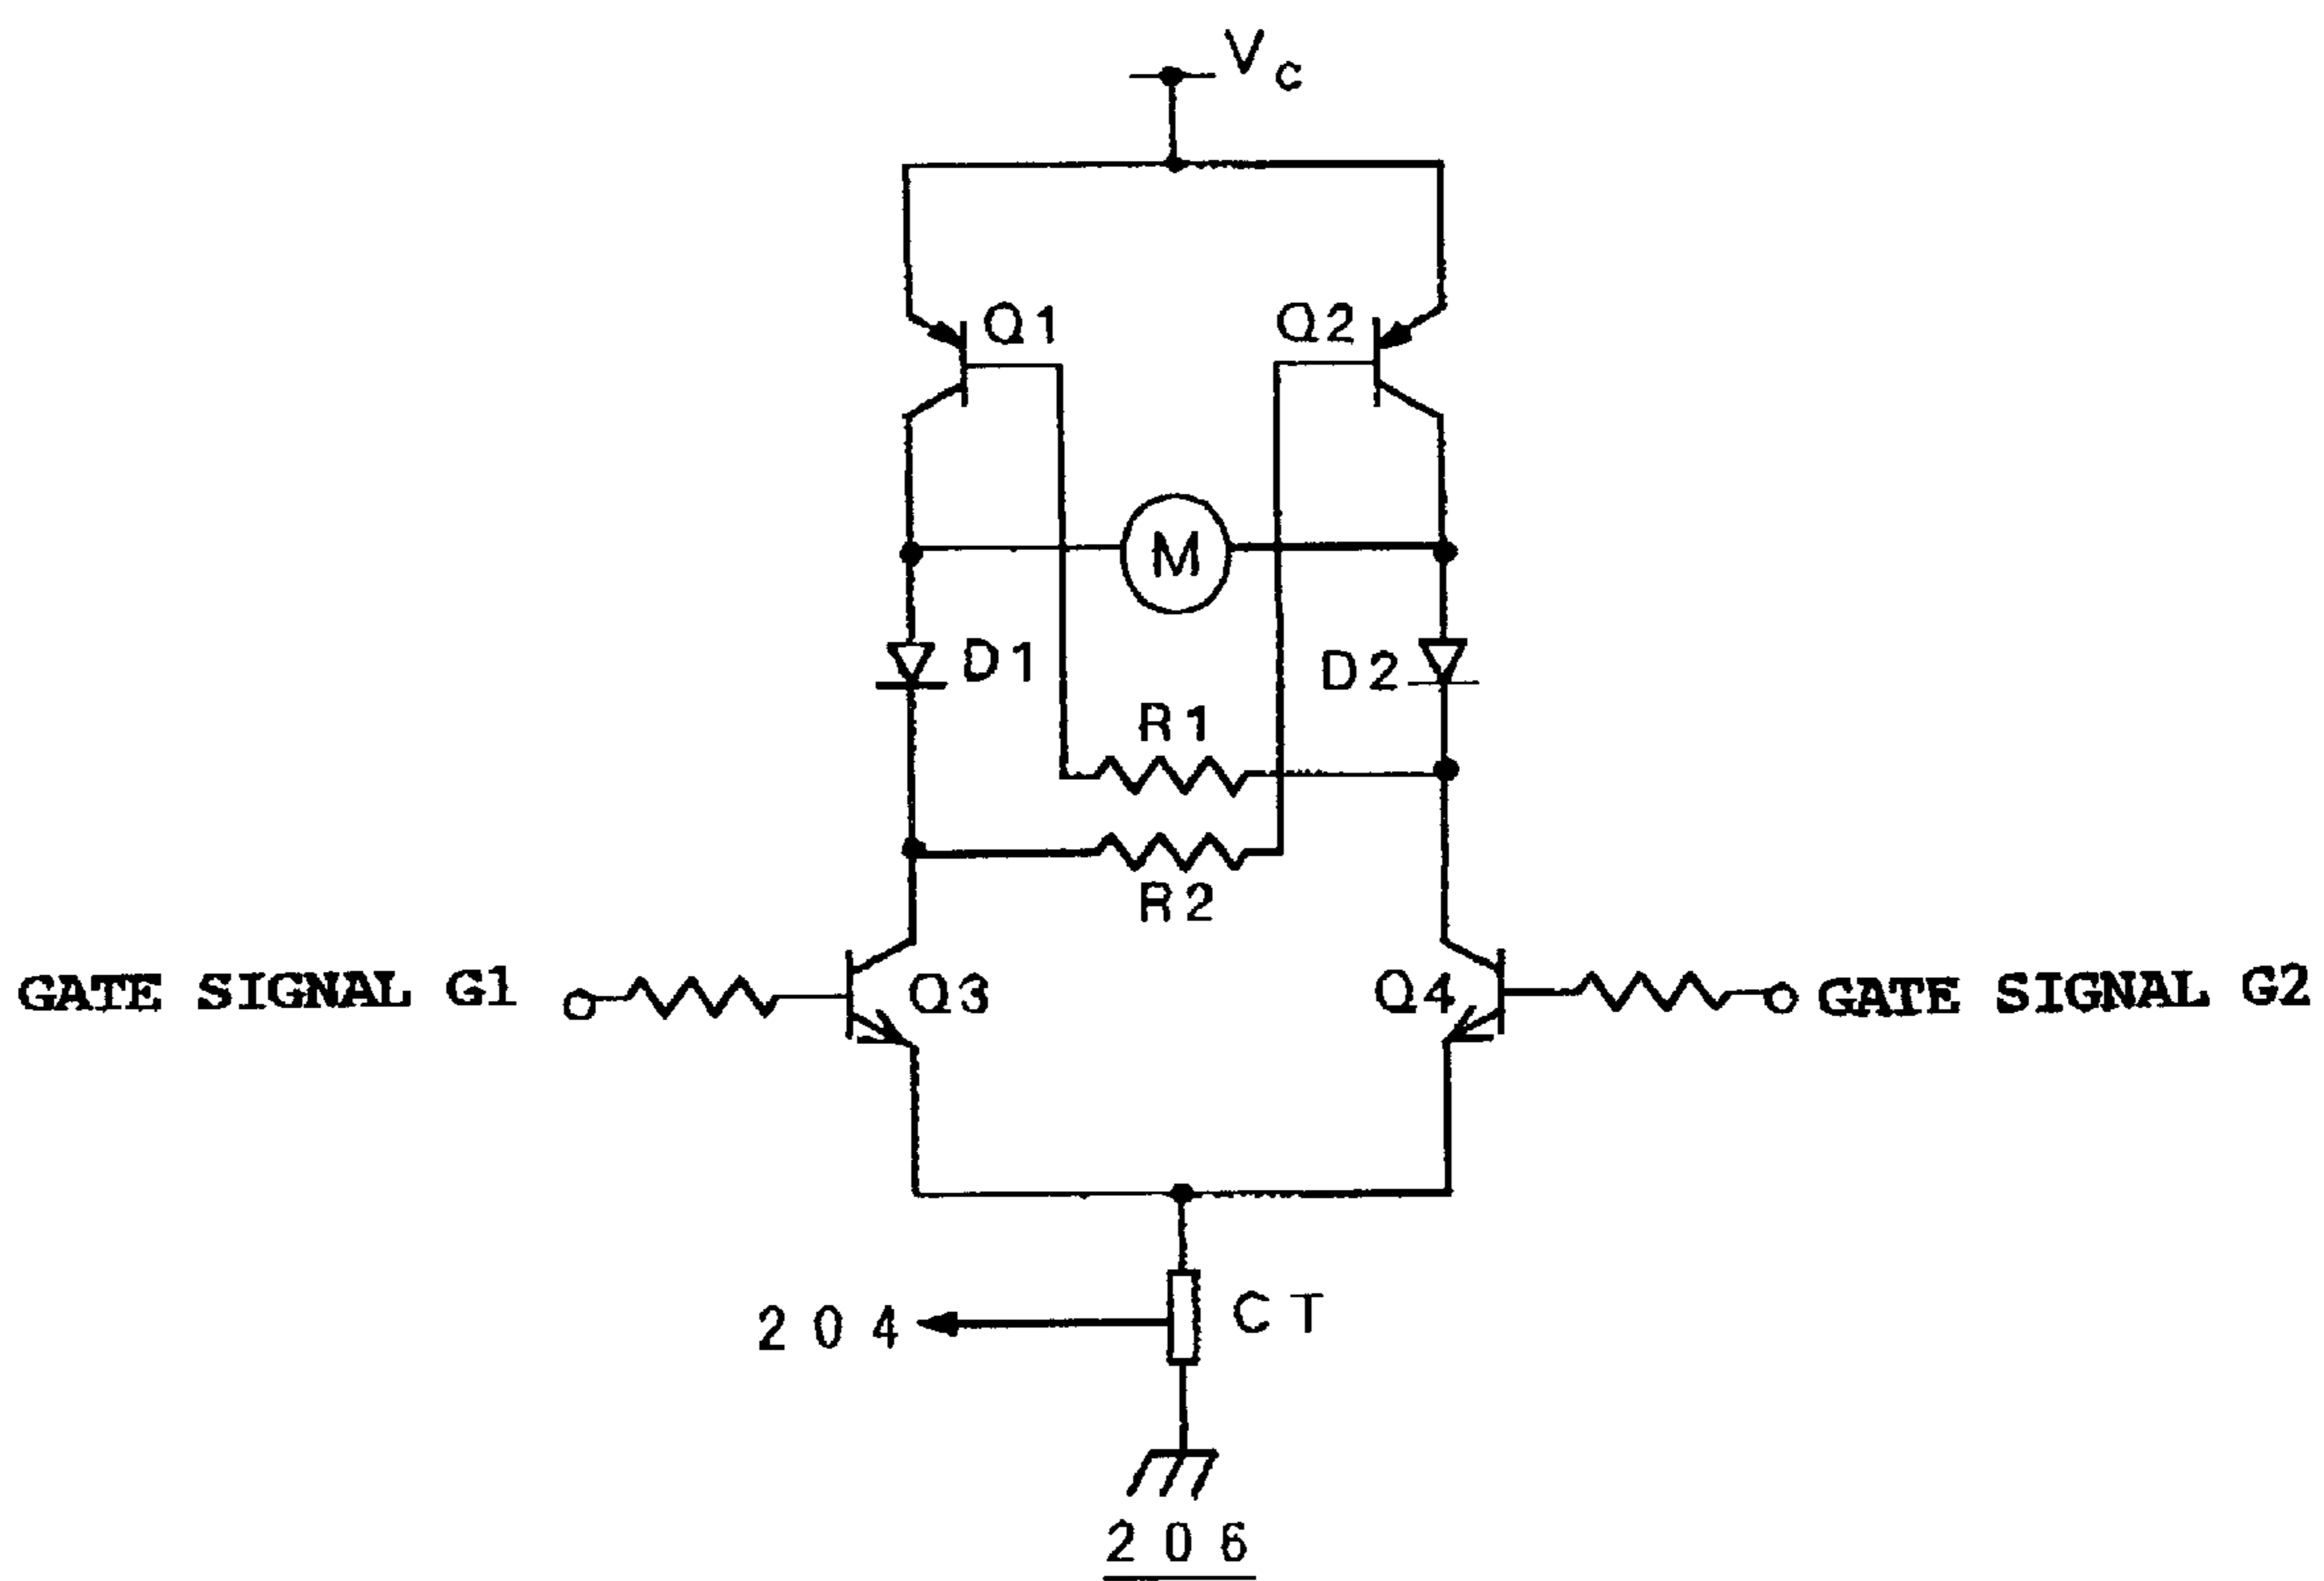 Vc
Q1
Q2
M
D1
D2
R1
R2
GATE SIGNAL G1
Q3
Q4
GATE SIGNAL G2
204
CT
206